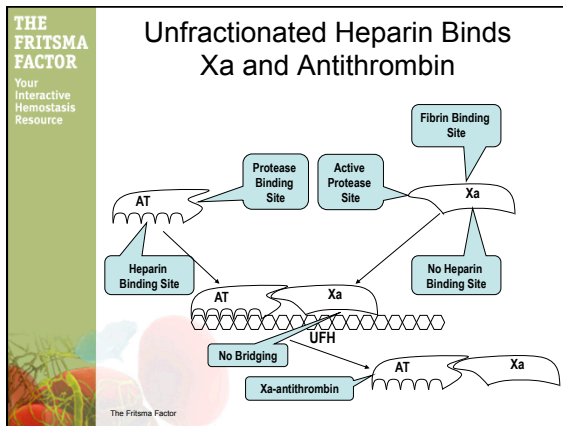 THE
FRITSMA
FACTOR
Your
Interactive
Hemostasis
Resource
Unfractionated Heparin Binds
Xa and Antithrombin
Fibrin Binding
Site
Protease
Binding
Site
Active
Protease
Site
Xa
AT
Heparin
Binding Site
No Heparin
Binding Site
AT
Xa
UFH
No Bridging
Xa-antithrombin
AT
Xa
The Fritsma Factor